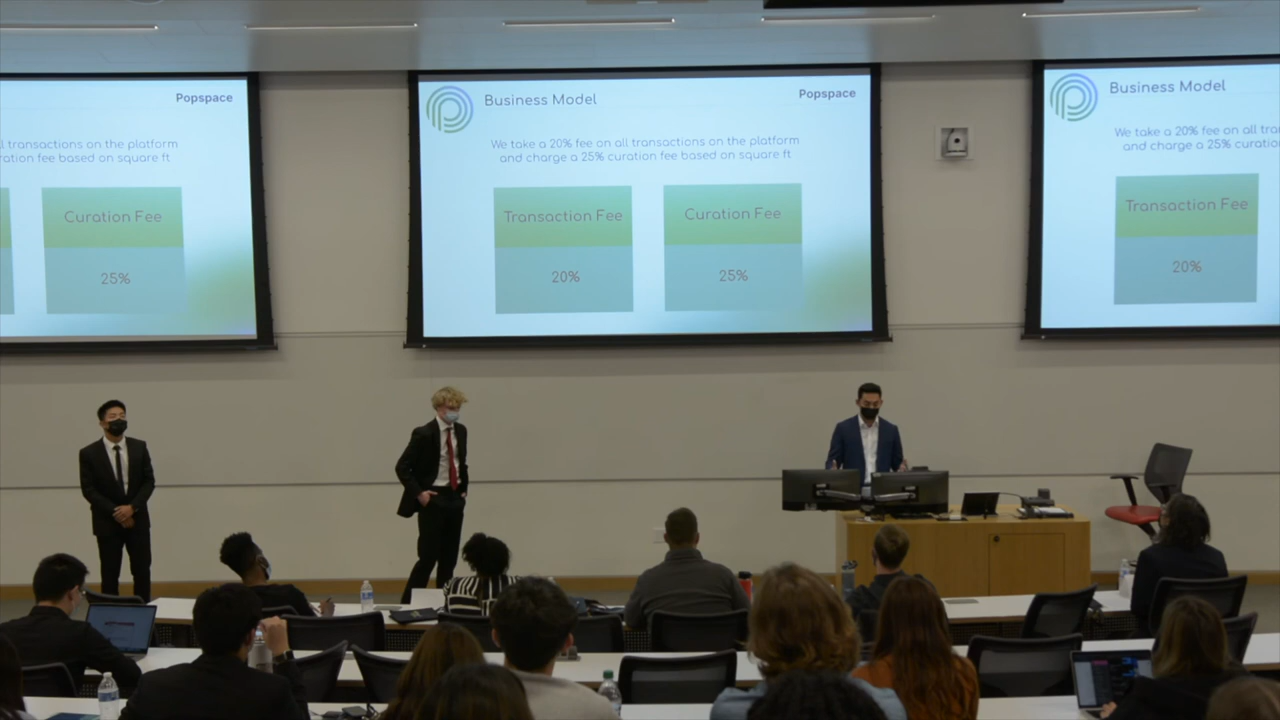 Popspace
l transactions on the platform
ration fee based on square ft
Curation Fee
25%
Business Model
Popspace
We take a 20% fee on all transactions on the platform
and charge a 25% curation fee based on square ft
Transaction Fee
Curation Fee
20%
25%
Business Model
We take a 20% fee on all tra
and charge a 25% curatio
Transaction Fee
20%